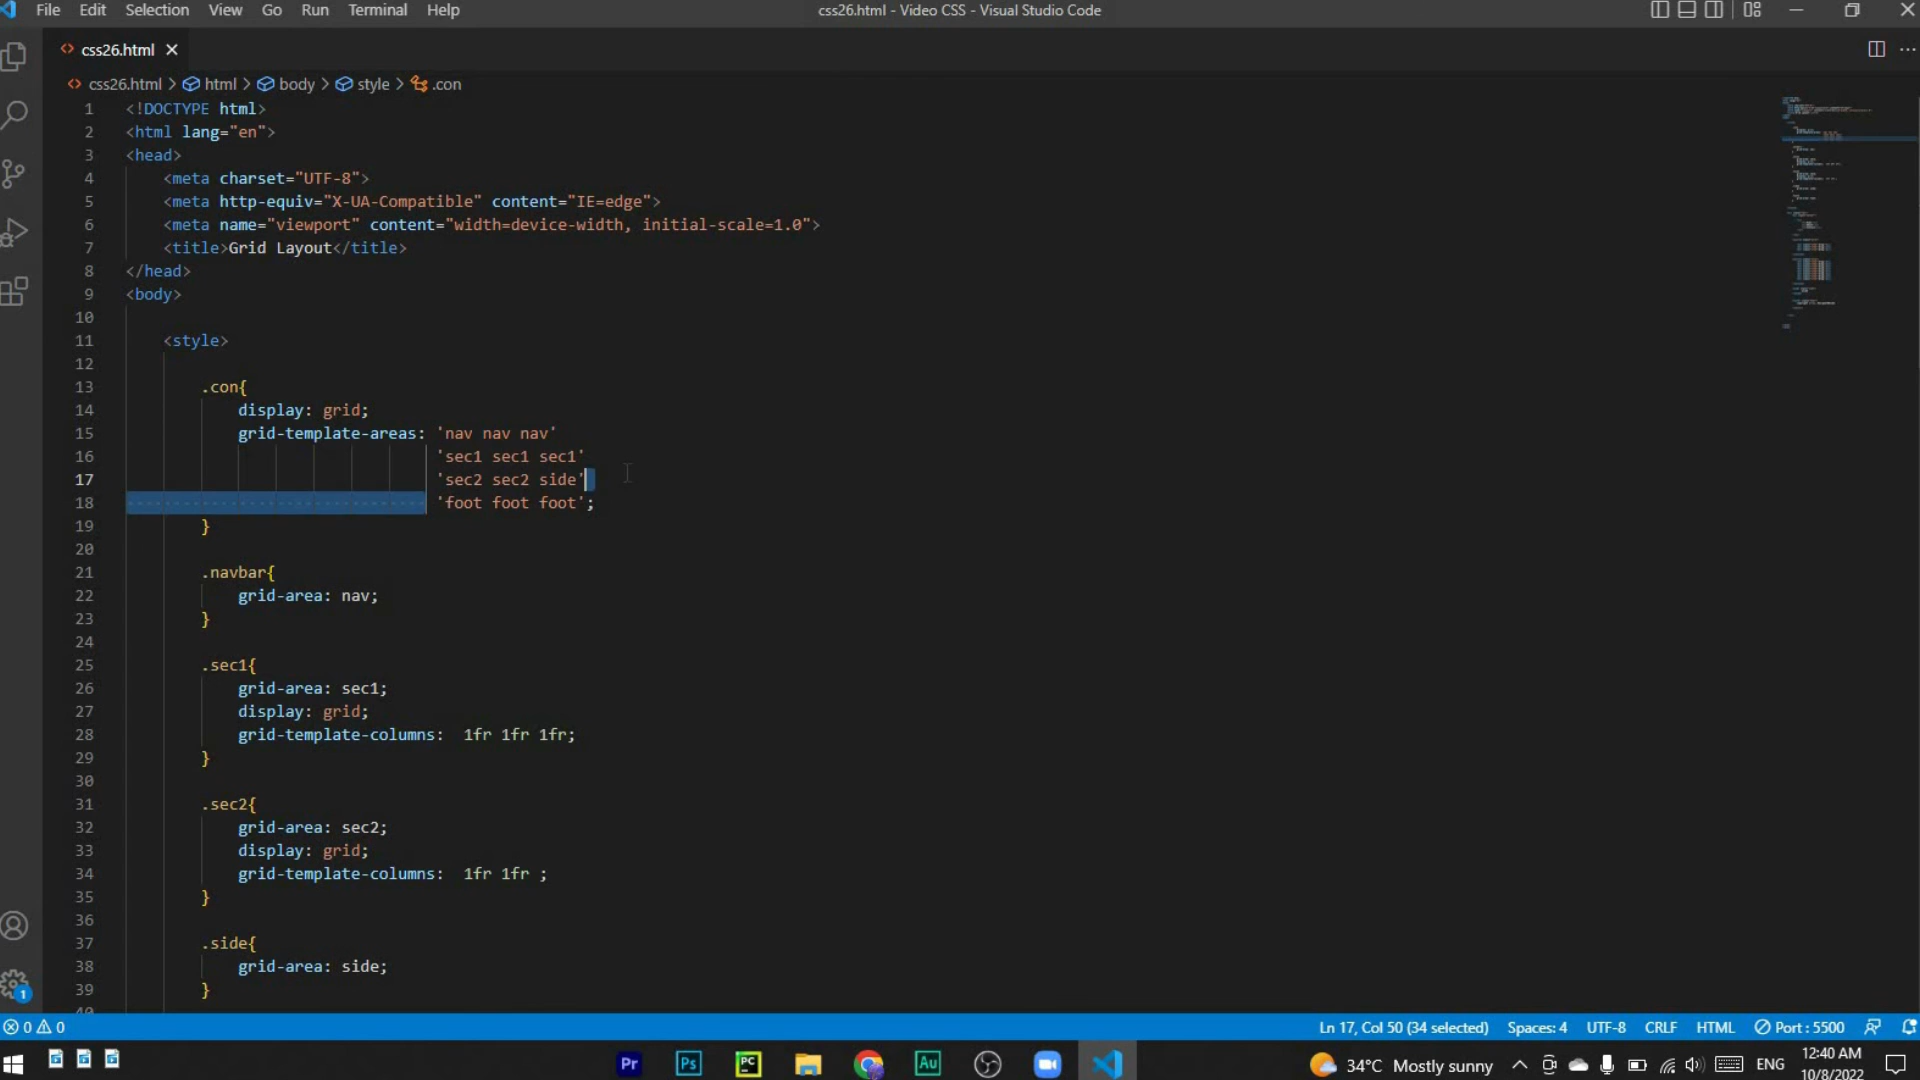 File Edit Selection View Go Run Terminal Help
css26.html - Video CSS - Visual Studio Code
css26.html
css26.html > html > body > style > .con
1 <!DOCTYPE html>
2 <html lang="en">
3 <head>
4 <meta charset="UTF-8">
5 <meta http-equiv="X-UA-Compatible" content="IE=edge">
6 <meta name="viewport" content="width=device-width, initial-scale=1.0">
7 <title>Grid Layout</title>
8 </head>
9 <body>
10
11 <style>
12
13 .con{
14 display: grid;
15 grid-template-areas: 'nav nav nav'
16 'sec1 sec1 sec1'
17 'sec2 sec2 side'
18 'foot foot foot';
19 }
20
21 .navbar{
22 grid-area: nav;
23 }
24
25 .sec1{
26 grid-area: sec1;
27 display: grid;
28 grid-template-columns:  1fr 1fr 1fr;
29 }
30
31 .sec2{
32 grid-area: sec2;
33 display: grid;
34 grid-template-columns:  1fr 1fr ;
35 }
36
37 .side{
38 grid-area: side;
39 }
40
1
0 0
Ln 17, Col 50 (34 selected) Spaces: 4 UTF-8 CRLF HTML Port : 5500
Pr Ps PC Au
34°C Mostly sunny ENG
12:40 AM
10/8/2022